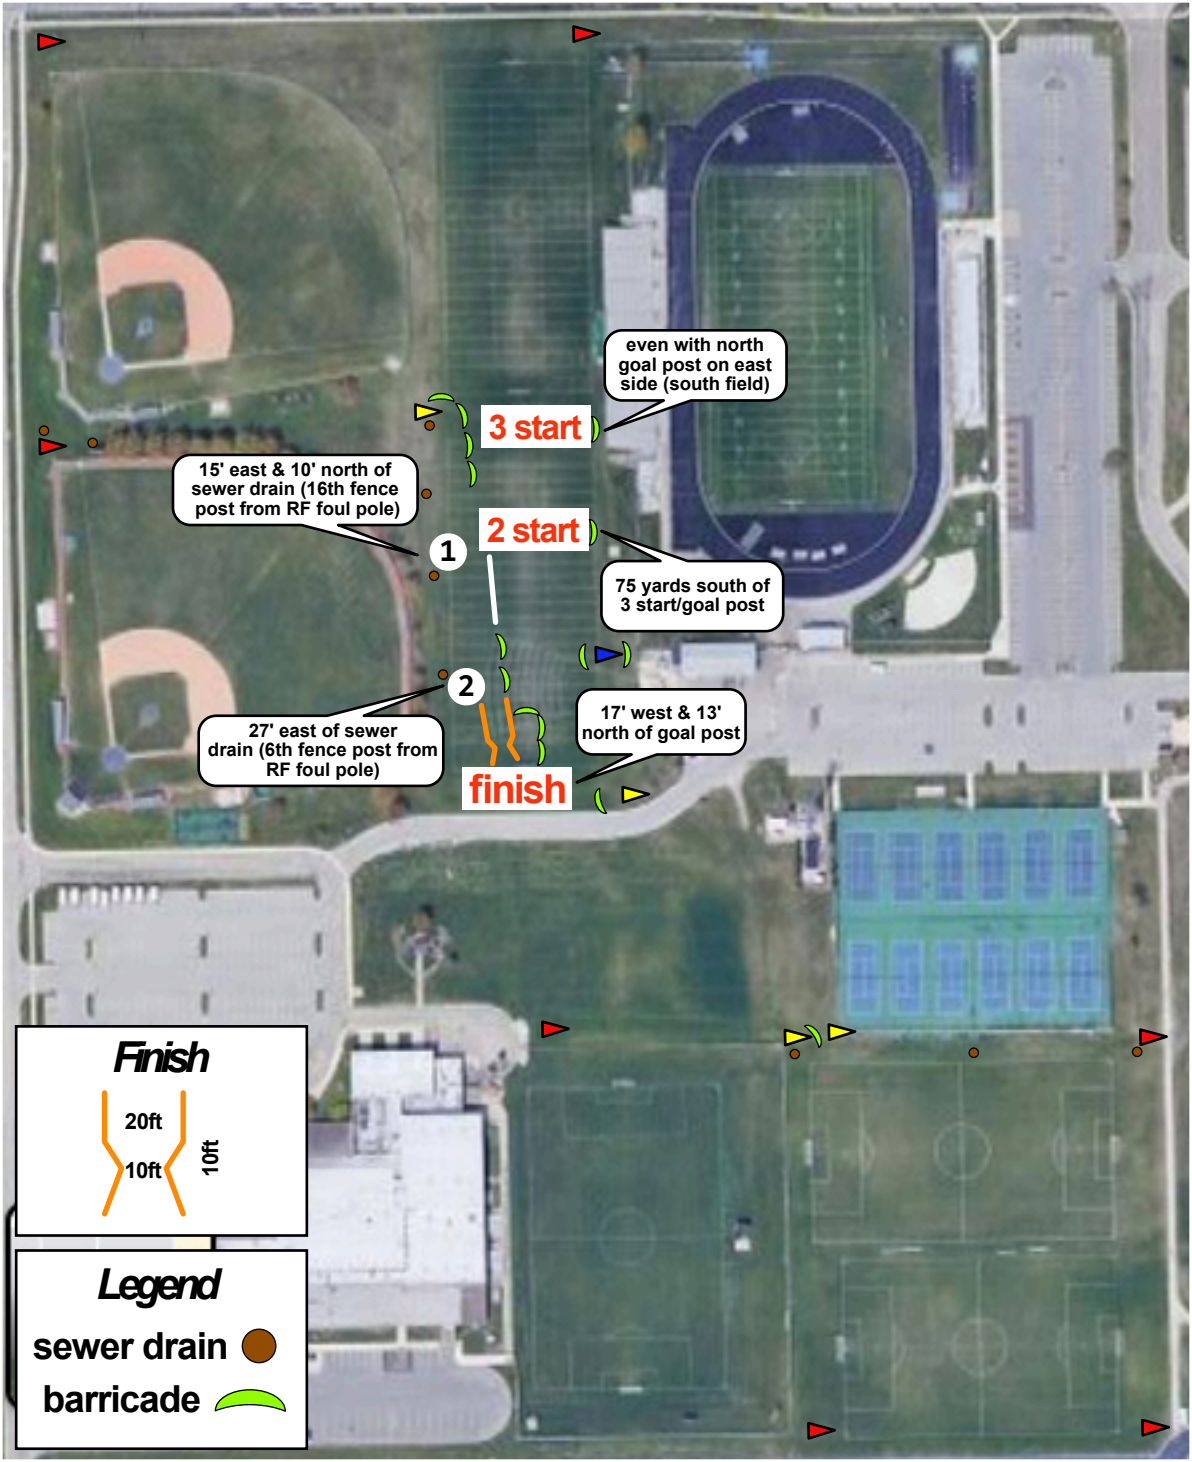 even with north
goal post on east
side (south field)
3 start
15' east & 10' north of
sewer drain (16th fence
post from RF foul pole)
2 start
1
75 yards south of
3 start/goal post
2
17' west & 13'
north of goal post
27' east of sewer
drain (6th fence post from
RF foul pole)
finish
Finish
20ft
10ft
10ft
Legend
sewer drain
barricade